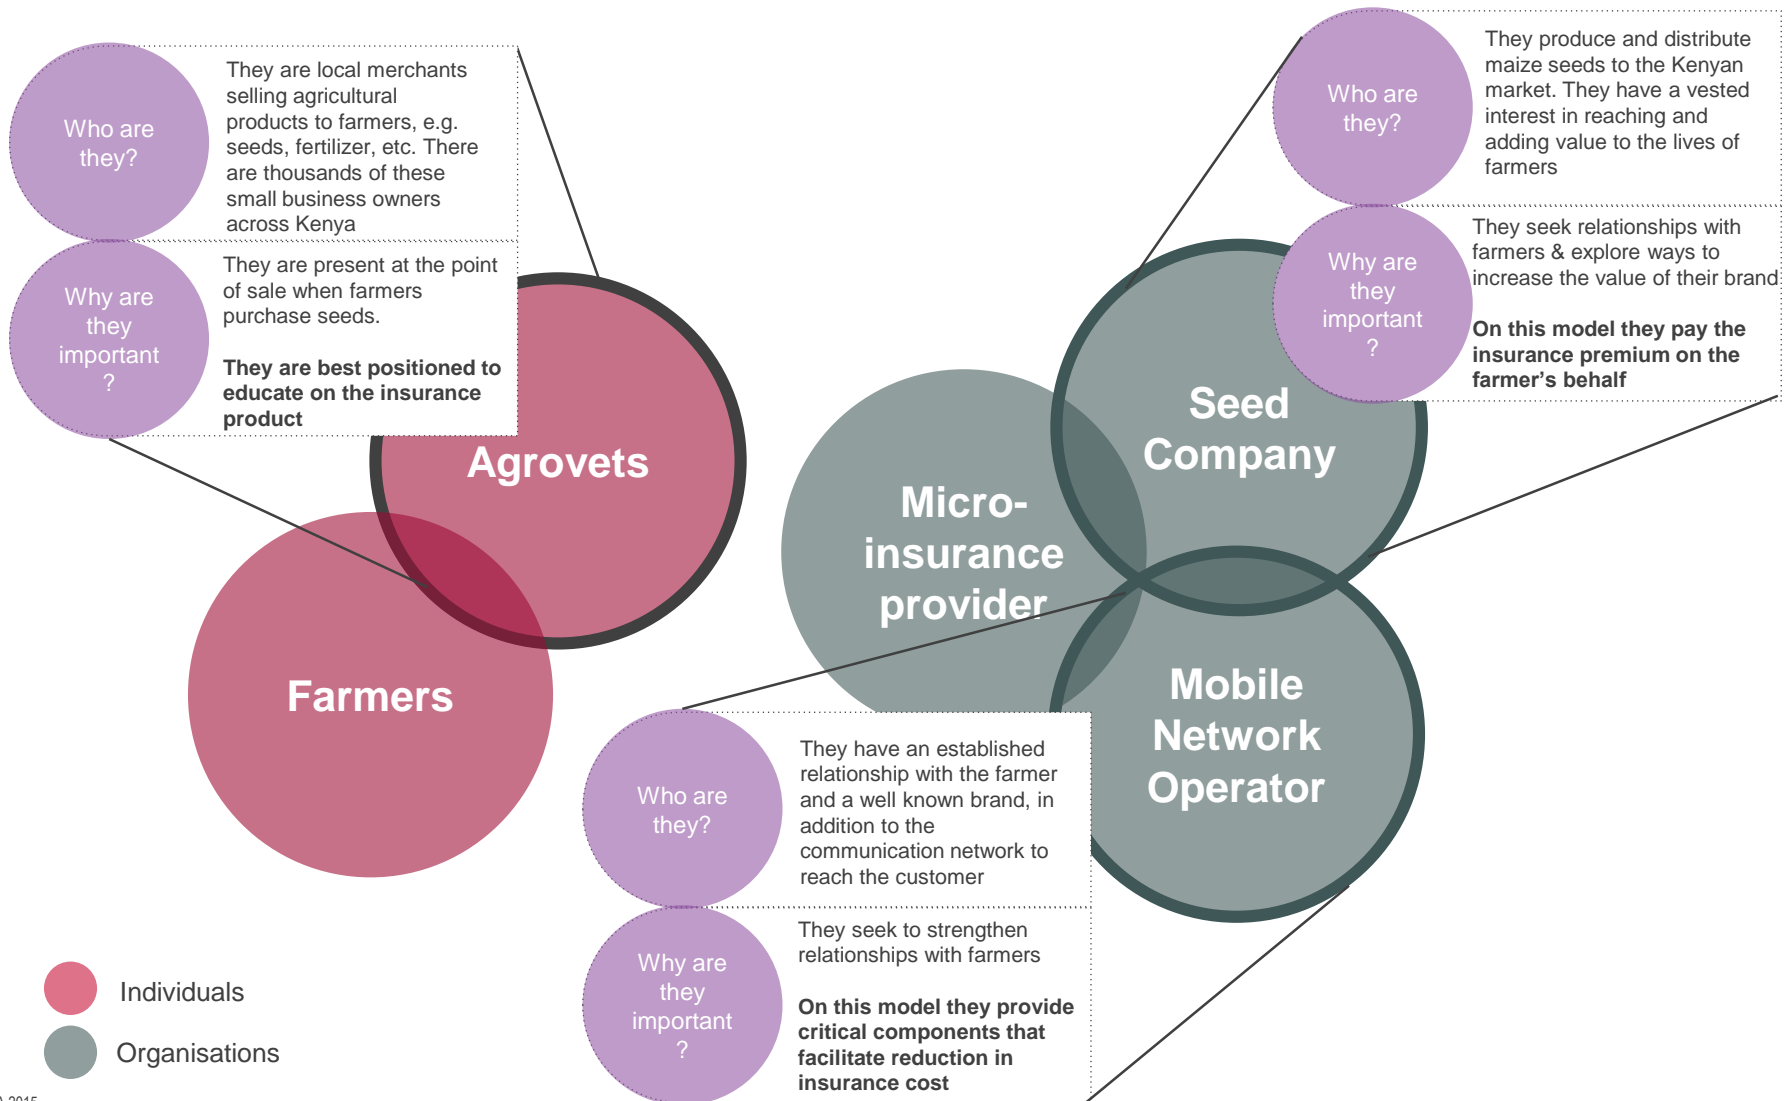 Who are
they?
They are local merchants
selling agricultural
products to farmers, e.g.
seeds, fertilizer, etc. There
are thousands of these
small business owners
across Kenya
Why are
they
important
?
They are present at the point
of sale when farmers
purchase seeds.
They are best positioned to
educate on the insurance
product
Agrovets
Farmers
Who are
they?
They produce and distribute
maize seeds to the Kenyan
market. They have a vested
interest in reaching and
adding value to the lives of
farmers
Why are
they
important
?
They seek relationships with
farmers & explore ways to
increase the value of their brand
On this model they pay the
insurance premium on the
farmer’s behalf
Seed
Company
Micro-
insurance
provider
Mobile
Network
Operator
Who are
they?
They have an established
relationship with the farmer
and a well known brand, in
addition to the
communication network to
reach the customer
Why are
they
important
?
They seek to strengthen
relationships with farmers
On this model they provide
critical components that
facilitate reduction in
insurance cost
Individuals
Organisations
2015